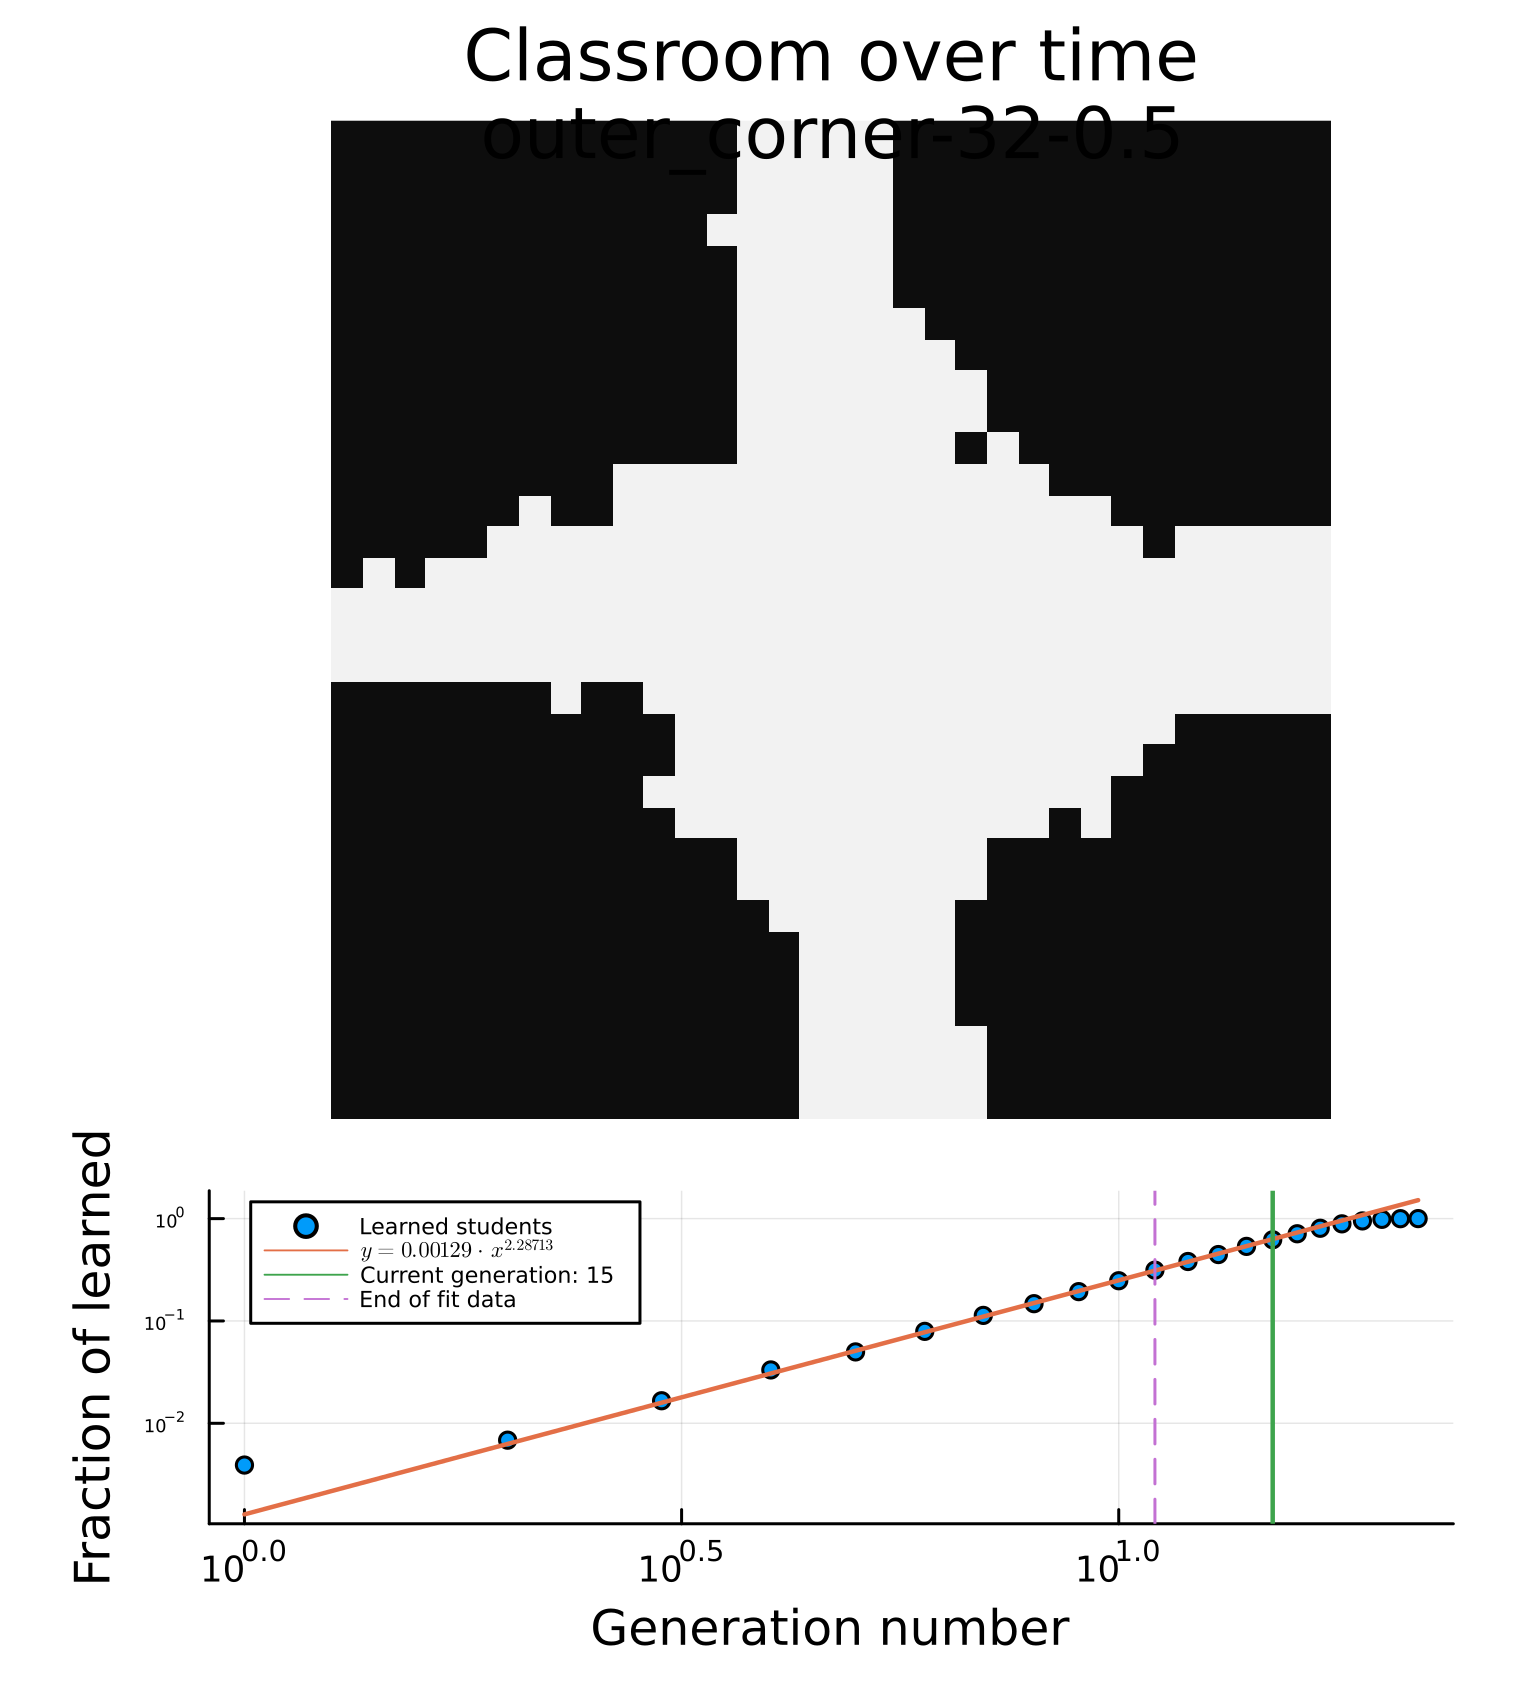 Classroom over time
outer_corner-32-0.5
Fraction of learned
10^0
10^-1
10^-2
Learned students
y = 0.00129 · x^2.28713
Current generation: 15
End of fit data
10^0.0
10^0.5
10^1.0
Generation number